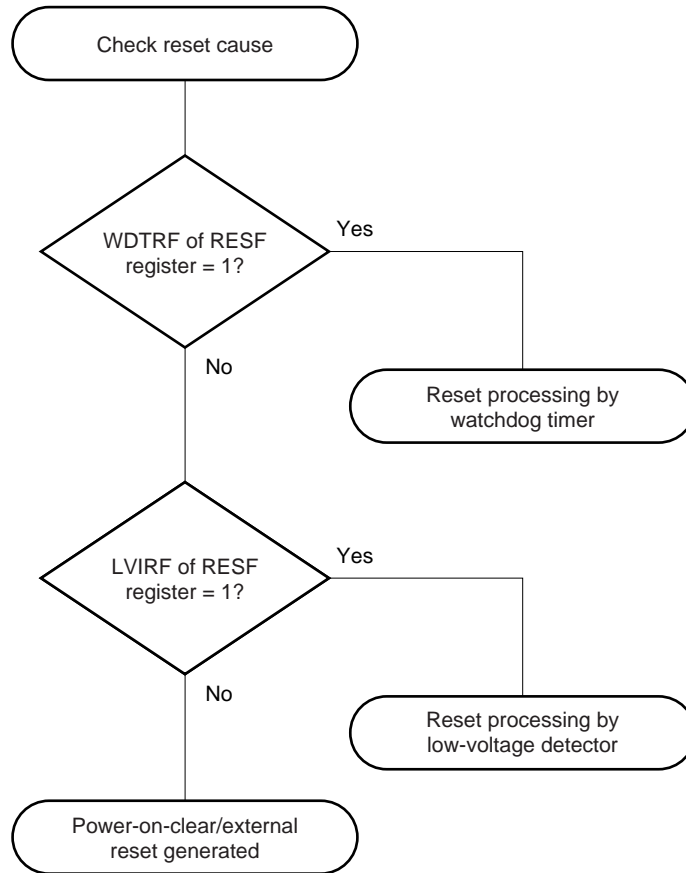 Check reset cause
WDTRF of RESF
register = 1?
Yes
No
Reset processing by
watchdog timer
LVIRF of RESF
register = 1?
Yes
No
Reset processing by
low-voltage detector
Power-on-clear/external
reset generated